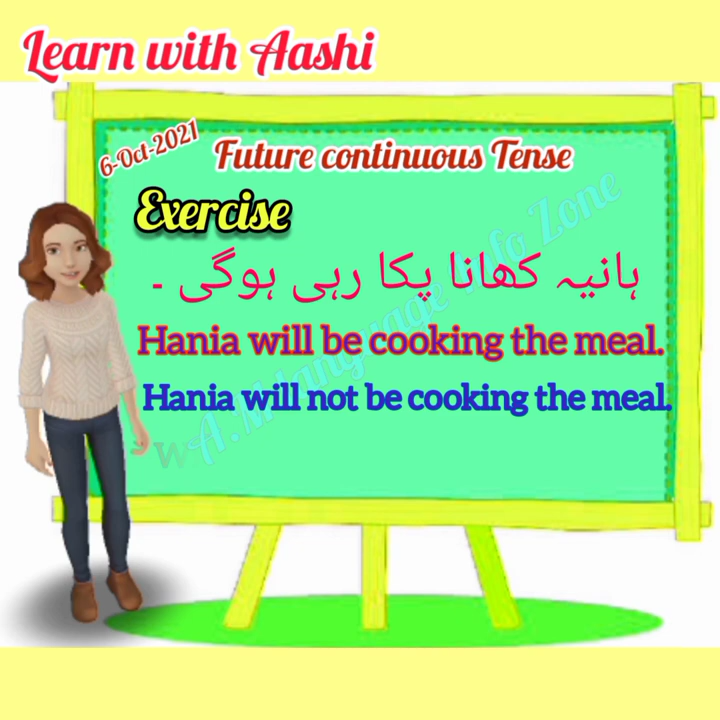 Learn with Aashi
6-Oct-2021
Future continuous Tense
Exercise
ہانیہ کھانا پکا رہی ہوگی ۔
Hania will be cooking the meal.
Hania will not be cooking the meal.
Zone